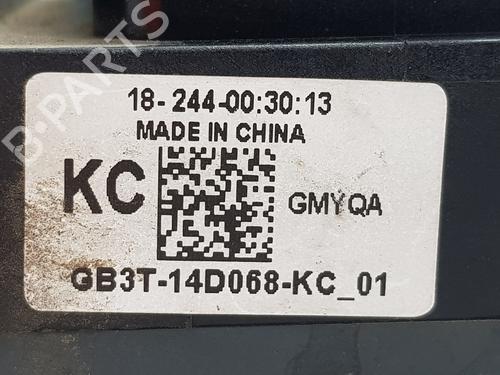 18- 244-00:30:13
MADE IN CHINA
KC
GMYQA
GB3T-14D068-KC_01
B-PARTS